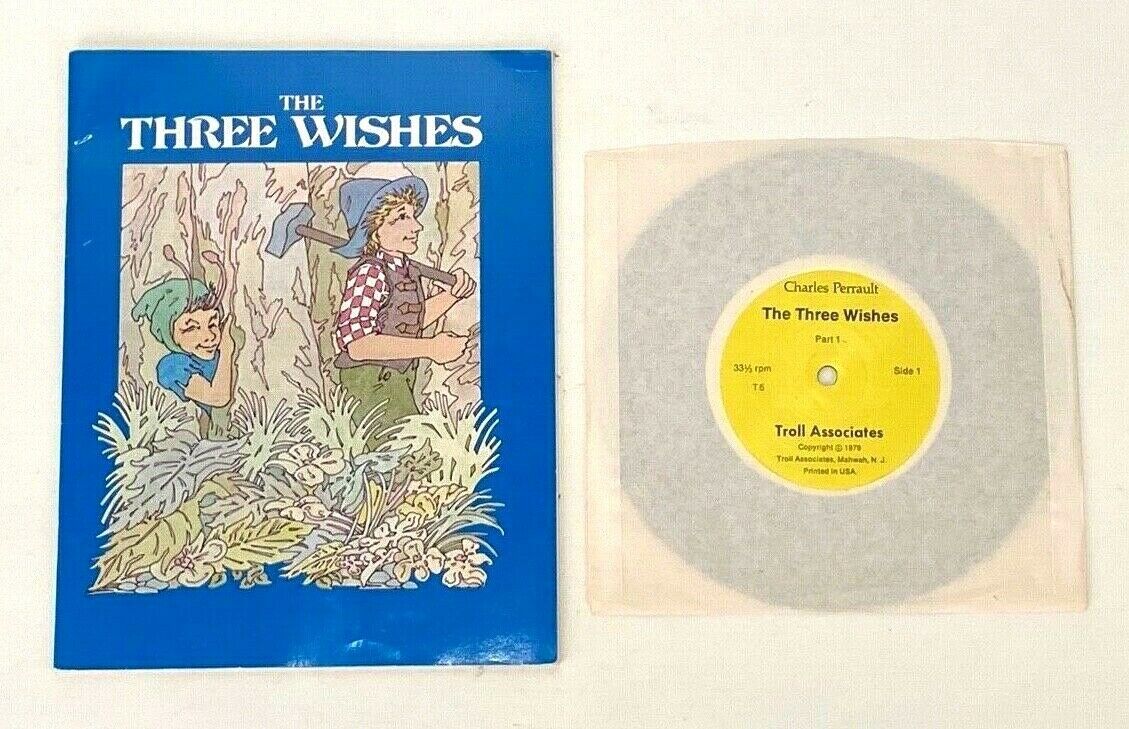 THE
THREE WISHES
Charles Perrault
The Three Wishes
Part 1
33⅓ rpm
Side 1
T 5
Troll Associates
Copyright © 1979
Troll Associates, Mahwah, N. J.
Printed in USA.